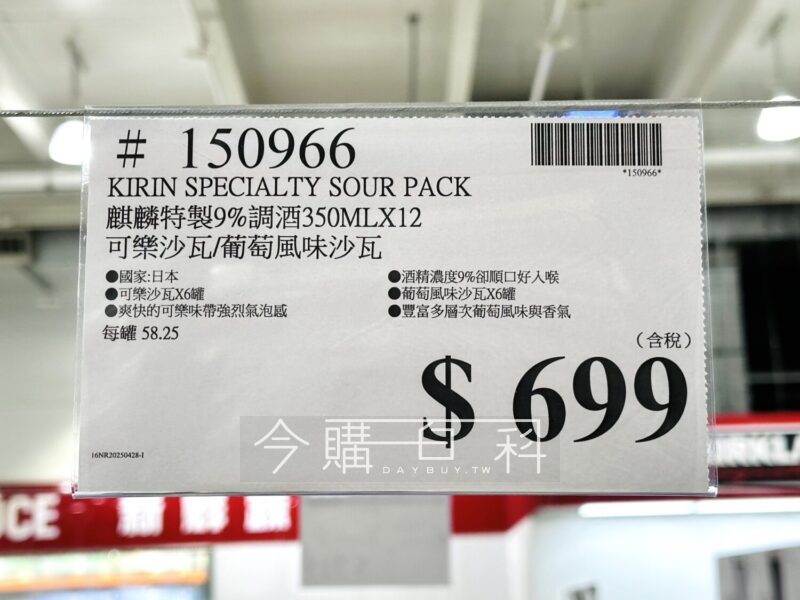 # 150966
*150966*
KIRIN SPECIALTY SOUR PACK
麒麟特製9%調酒350MLX12
可樂沙瓦/葡萄風味沙瓦
●國家:日本
●酒精濃度9%卻順口好入喉
●可樂沙瓦X6罐
●葡萄風味沙瓦X6罐
●爽快的可樂味帶強烈氣泡感
●豐富多層次葡萄風味與香氣
每罐 58.25
(含稅)
$ 699
今購百科
DAYBUY.TW
16NR20250428-1